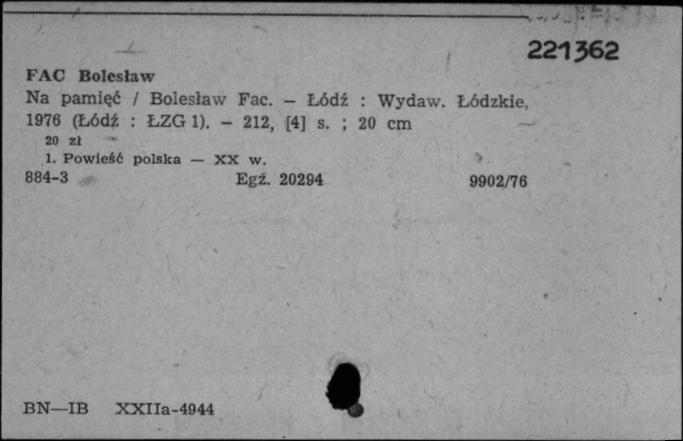 221362
FAC Bolesław
Na pamięć / Bolesław Fac. — Łódź : Wydaw. Łódzkie,
1976 (Łódź : ŁZG 1). — 212, [4] s. ; 20 cm
20 zł
1. Powieść polska — XX w.
884-3 Egz. 20294 9902/76
BN—IB XXIIa-4944